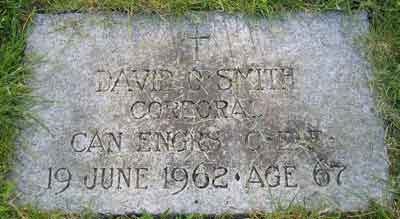 DAVID O SMITH
CORPORAL
CAN ENGRS C·E·F·
19 JUNE 1962 · AGE 67